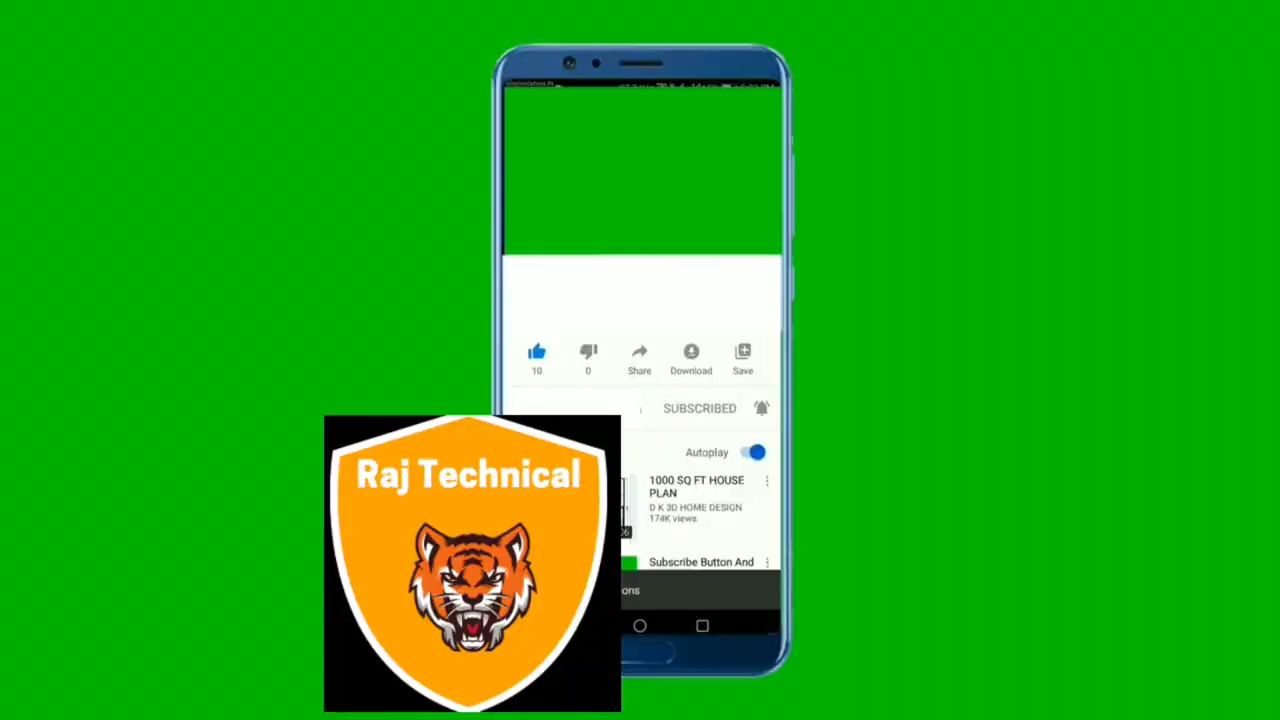 10
0
Share
Download
Save
SUBSCRIBED
Autoplay
Raj Technical
1000 SQ FT HOUSE
PLAN
D K 3D HOME DESIGN
174K views
Subscribe Button And
ons